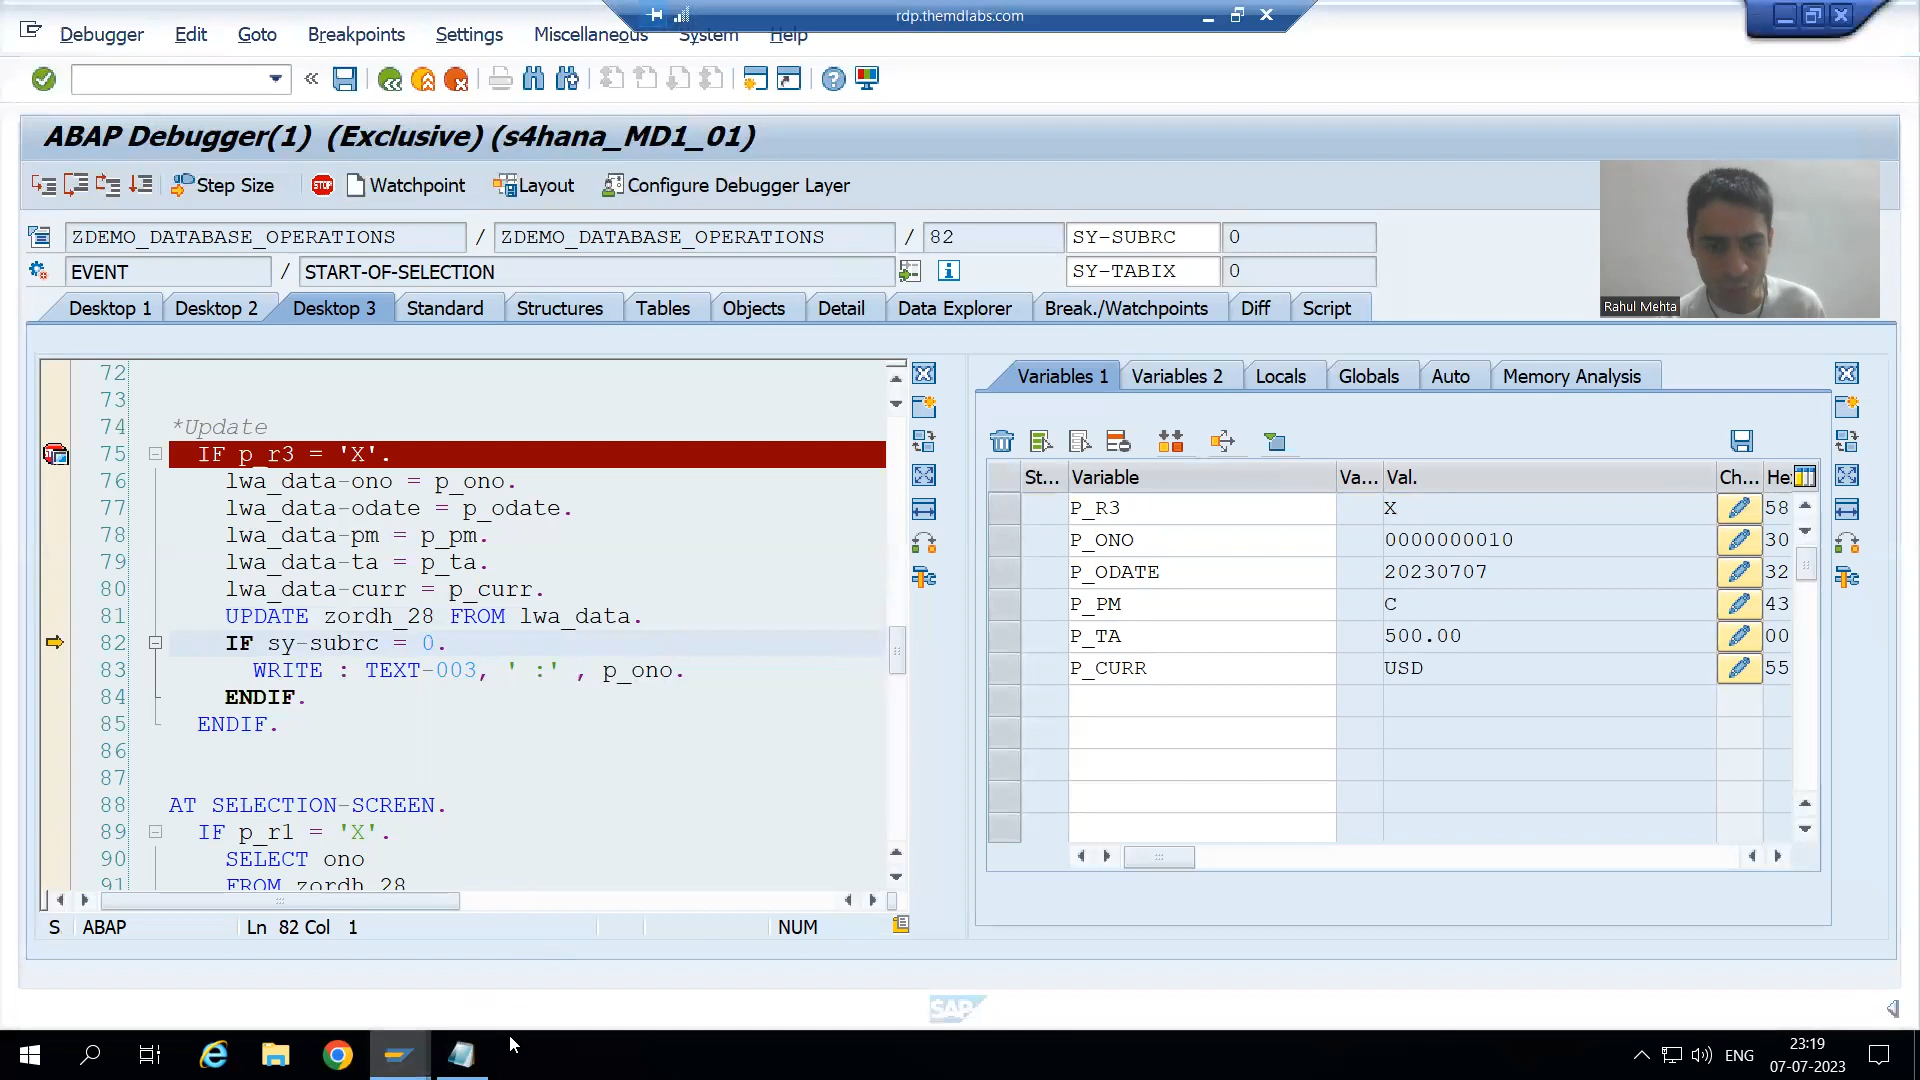 rdp.themdlabs.com
Debugger Edit Goto Breakpoints Settings Miscellaneous System Help
ABAP Debugger(1) (Exclusive) (s4hana_MD1_01)
Step Size STOP Watchpoint Layout Configure Debugger Layer
ZDEMO_DATABASE_OPERATIONS / ZDEMO_DATABASE_OPERATIONS / 82 SY-SUBRC 0
EVENT / START-OF-SELECTION SY-TABIX 0
Rahul Mehta
Desktop 1 Desktop 2 Desktop 3 Standard Structures Tables Objects Detail Data Explorer Break./Watchpoints Diff Script
72
73
74 *Update
75 IF p_r3 = 'X'.
76 lwa_data-ono = p_ono.
77 lwa_data-odate = p_odate.
78 lwa_data-pm = p_pm.
79 lwa_data-ta = p_ta.
80 lwa_data-curr = p_curr.
81 UPDATE zordh_28 FROM lwa_data.
82 IF sy-subrc = 0.
83 WRITE : TEXT-003, ' :' , p_ono.
84 ENDIF.
85 ENDIF.
86
87
88 AT SELECTION-SCREEN.
89 IF p_r1 = 'X'.
90 SELECT ono
91 FROM zordh_28
S ABAP Ln 82 Col 1 NUM
Variables 1 Variables 2 Locals Globals Auto Memory Analysis
St... Variable Va... Val. Ch... He
P_R3 X 58
P_ONO 0000000010 30
P_ODATE 20230707 32
P_PM C 43
P_TA 500.00 00
P_CURR USD 55
SAP
ENG
23:19
07-07-2023